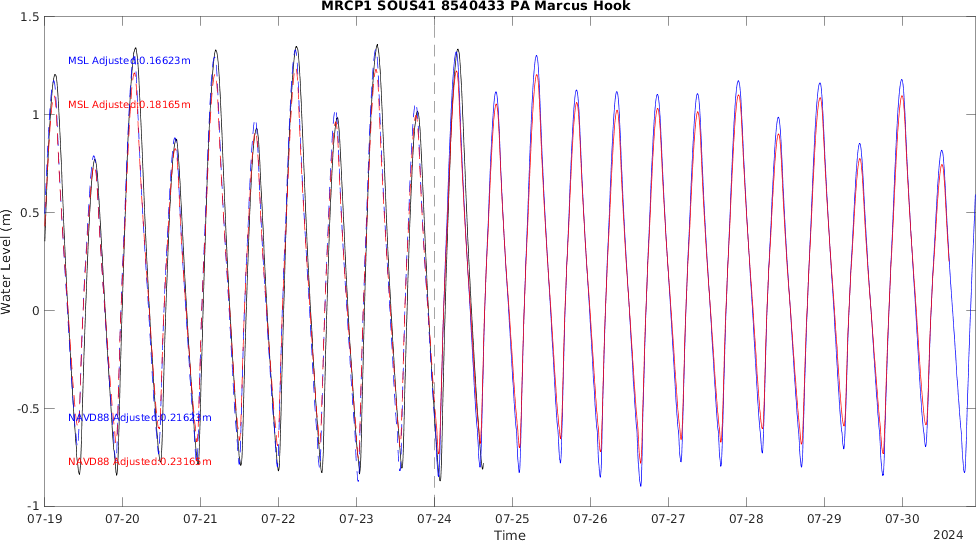 MRCP1 SOUS41 8540433 PA Marcus Hook
1.5
MSL Adjusted:0.16623m
MSL Adjusted:0.18165m
1
0.5
Water Level (m)
0
-0.5
NAVD88 Adjusted:0.21623m
NAVD88 Adjusted:0.23165m
-1
07-19 07-20 07-21 07-22 07-23 07-24 07-25 07-26 07-27 07-28 07-29 07-30
Time
2024